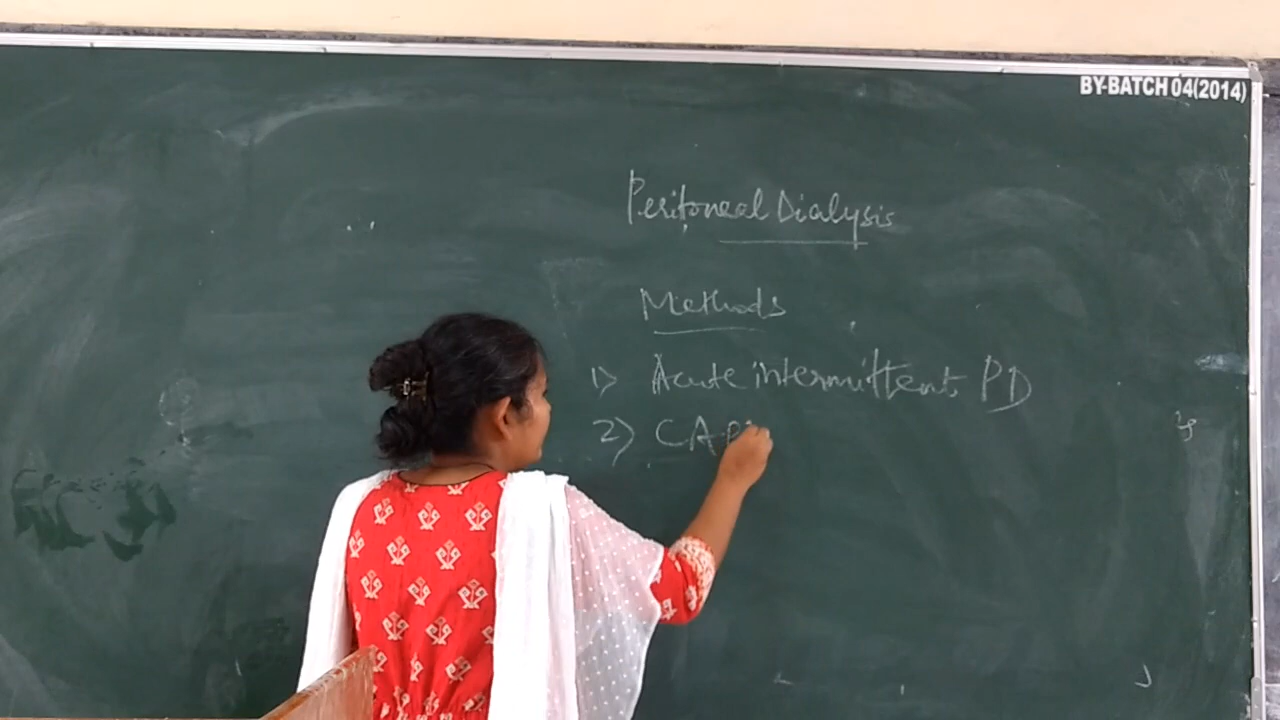 BY-BATCH 04(2014)
Peritoneal Dialysis
Methods
1) Acute intermittent PD
2) CAP